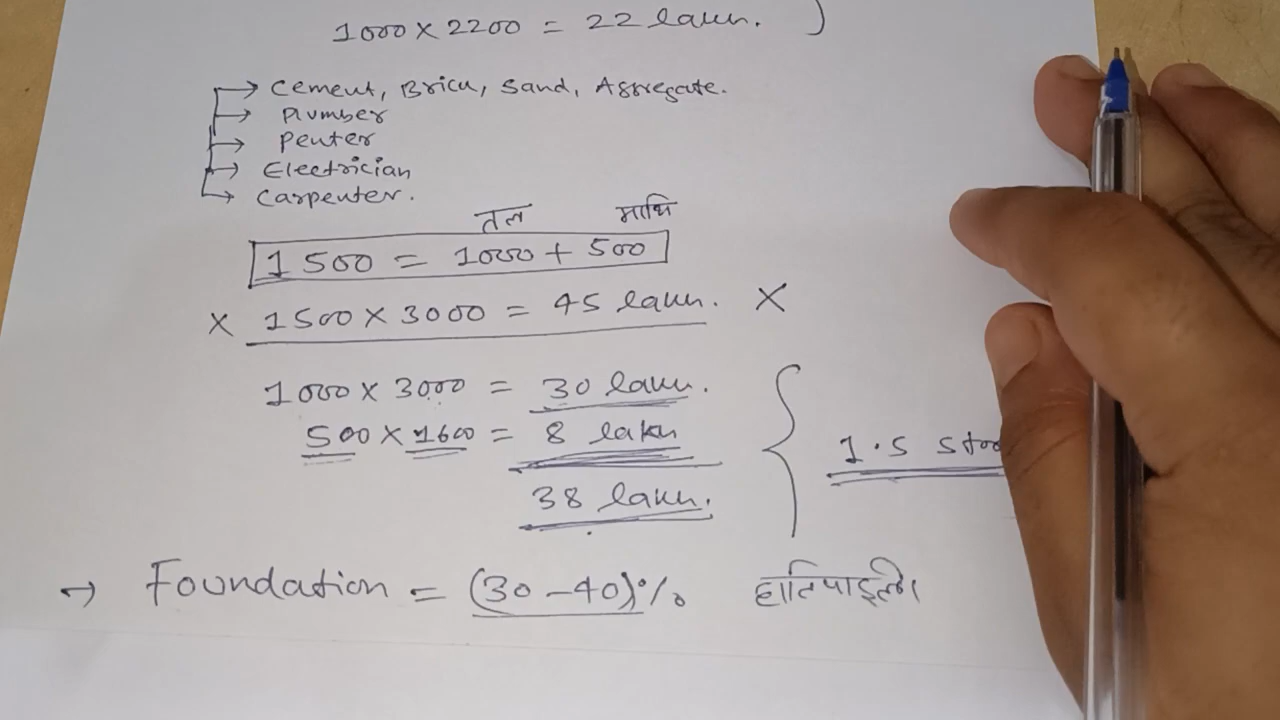 1000 x 2200 = 22 lakh. )
→ Cement, Brick, Sand, Aggregate.
→ Plumber
→ Penter
→ Electrician
→ Carpenter.
तल माथि
1500 = 1000 + 500
x 1500 x 3000 = 45 lakh. x
1000 x 3000 = 30 lakh.
500 x 1600 = 8 lakh
38 lakh.
1.5
→ Foundation = (30-40)%